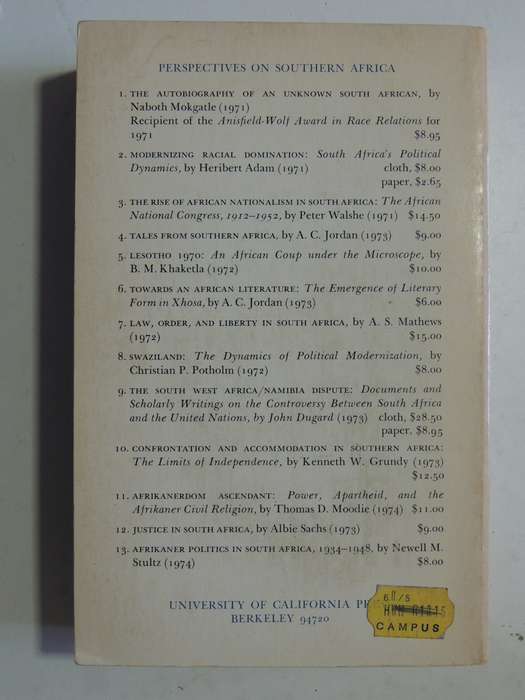 PERSPECTIVES ON SOUTHERN AFRICA
1. THE AUTOBIOGRAPHY OF AN UNKNOWN SOUTH AFRICAN, by
Naboth Mokgatle (1971)
Recipient of the Anisfield-Wolf Award in Race Relations for
1971 $8.95
2. MODERNIZING RACIAL DOMINATION: South Africa's Political
Dynamics, by Heribert Adam (1971) cloth, $8.00
paper, $2.65
3. THE RISE OF AFRICAN NATIONALISM IN SOUTH AFRICA: The African
National Congress, 1912–1952, by Peter Walshe (1971) $14.50
4. TALES FROM SOUTHERN AFRICA, by A. C. Jordan (1973) $9.00
5. LESOTHO 1970: An African Coup under the Microscope, by
B. M. Khaketla (1972) $10.00
6. TOWARDS AN AFRICAN LITERATURE: The Emergence of Literary
Form in Xhosa, by A. C. Jordan (1973) $6.00
7. LAW, ORDER, AND LIBERTY IN SOUTH AFRICA, by A. S. Mathews
(1972) $15.00
8. SWAZILAND: The Dynamics of Political Modernization, by
Christian P. Potholm (1972) $8.00
9. THE SOUTH WEST AFRICA/NAMIBIA DISPUTE: Documents and
Scholarly Writings on the Controversy Between South Africa
and the United Nations, by John Dugard (1973) cloth, $28.50
paper, $8.95
10. CONFRONTATION AND ACCOMMODATION IN SOUTHERN AFRICA:
The Limits of Independence, by Kenneth W. Grundy (1973)
$12.50
11. AFRIKANERDOM ASCENDANT: Power, Apartheid, and the
Afrikaner Civil Religion, by Thomas D. Moodie (1974) $11.00
12. JUSTICE IN SOUTH AFRICA, by Albie Sachs (1973) $9.00
13. AFRIKANER POLITICS IN SOUTH AFRICA, 1934–1948, by Newell M.
Stultz (1974) $8.00
UNIVERSITY OF CALIFORNIA
BERKELEY 94720
CAMPUS